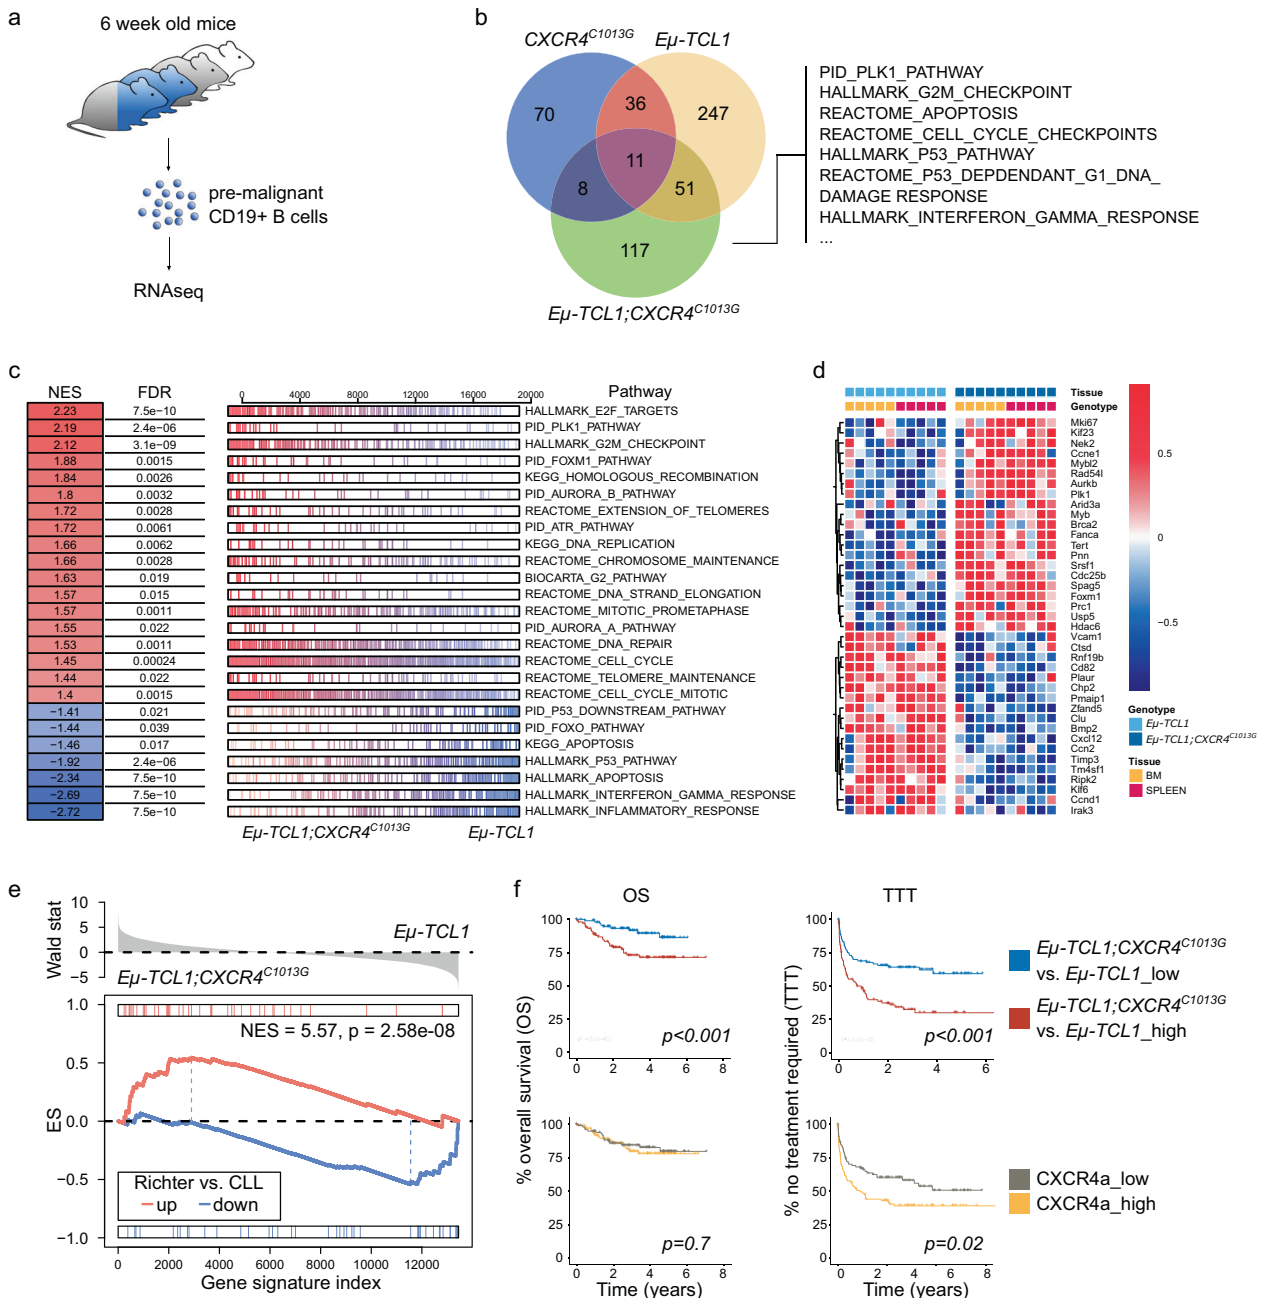 a
6 week old mice
pre-malignant
CD19+ B cells
RNAseq
b
CXCR4^C1013G
Eμ-TCL1
70
36
247
11
8
51
117
Eμ-TCL1;CXCR4^C1013G
PID_PLK1_PATHWAY
HALLMARK_G2M_CHECKPOINT
REACTOME_APOPTOSIS
REACTOME_CELL_CYCLE_CHECKPOINTS
HALLMARK_P53_PATHWAY
REACTOME_P53_DEPDENDANT_G1_DNA_
DAMAGE RESPONSE
HALLMARK_INTERFERON_GAMMA_RESPONSE
...
c
NES FDR Pathway
0 4000 8000 12000 16000 20000
2.23 7.5e−10 HALLMARK_E2F_TARGETS
2.19 2.4e−06 PID_PLK1_PATHWAY
2.12 3.1e−09 HALLMARK_G2M_CHECKPOINT
1.88 0.0015 PID_FOXM1_PATHWAY
1.84 0.0026 KEGG_HOMOLOGOUS_RECOMBINATION
1.8 0.0032 PID_AURORA_B_PATHWAY
1.72 0.0028 REACTOME_EXTENSION_OF_TELOMERES
1.72 0.0061 PID_ATR_PATHWAY
1.66 0.0062 KEGG_DNA_REPLICATION
1.66 0.0028 REACTOME_CHROMOSOME_MAINTENANCE
1.63 0.019 BIOCARTA_G2_PATHWAY
1.57 0.015 REACTOME_DNA_STRAND_ELONGATION
1.57 0.0011 REACTOME_MITOTIC_PROMETAPHASE
1.55 0.022 PID_AURORA_A_PATHWAY
1.53 0.0011 REACTOME_DNA_REPAIR
1.45 0.00024 REACTOME_CELL_CYCLE
1.44 0.022 REACTOME_TELOMERE_MAINTENANCE
1.4 0.0015 REACTOME_CELL_CYCLE_MITOTIC
−1.41 0.021 PID_P53_DOWNSTREAM_PATHWAY
−1.44 0.039 PID_FOXO_PATHWAY
−1.46 0.017 KEGG_APOPTOSIS
−1.92 2.4e−06 HALLMARK_P53_PATHWAY
−2.34 7.5e−10 HALLMARK_APOPTOSIS
−2.69 7.5e−10 HALLMARK_INTERFERON_GAMMA_RESPONSE
−2.72 7.5e−10 HALLMARK_INFLAMMATORY_RESPONSE
Eμ-TCL1;CXCR4^C1013G Eμ-TCL1
d
Tissue
Genotype
Mki67
Kif23
Nek2
Ccne1
Mybl2
Rad54l
Aurkb
Plk1
Arid3a
Myb
Brca2
Fanca
Tert
Pnn
Srsf1
Cdc25b
Spag5
Foxm1
Prc1
Usp5
Hdac6
Vcam1
Ctsd
Rnf19b
Cd82
Plaur
Chp2
Pmaip1
Zfand5
Clu
Bmp2
Cxcl12
Ccn2
Timp3
Tm4sf1
Ripk2
Klf6
Ccnd1
Irak3
0.5
0
−0.5
Genotype
Eμ-TCL1
Eμ-TCL1;CXCR4^C1013G
Tissue
BM
SPLEEN
e
Wald stat
10
5
0
−5
Eμ-TCL1
Eμ-TCL1;CXCR4^C1013G
NES = 5.57, p = 2.58e-08
ES
1.0
0.5
0.0
−0.5
−1.0
Richter vs. CLL
up down
0 2000 4000 6000 8000 10000 12000
Gene signature index
f
OS TTT
% overall survival (OS)
100
75
50
25
0
p<0.001
0 2 4 6 8
% no treatment required (TTT)
100
75
50
25
0
p<0.001
0 2 4 6
Eμ-TCL1;CXCR4^C1013G
vs. Eμ-TCL1_low
Eμ-TCL1;CXCR4^C1013G
vs. Eμ-TCL1_high
100
75
50
25
0
p=0.7
0 2 4 6 8
Time (years)
100
75
50
25
0
p=0.02
0 2 4 6 8
Time (years)
CXCR4a_low
CXCR4a_high